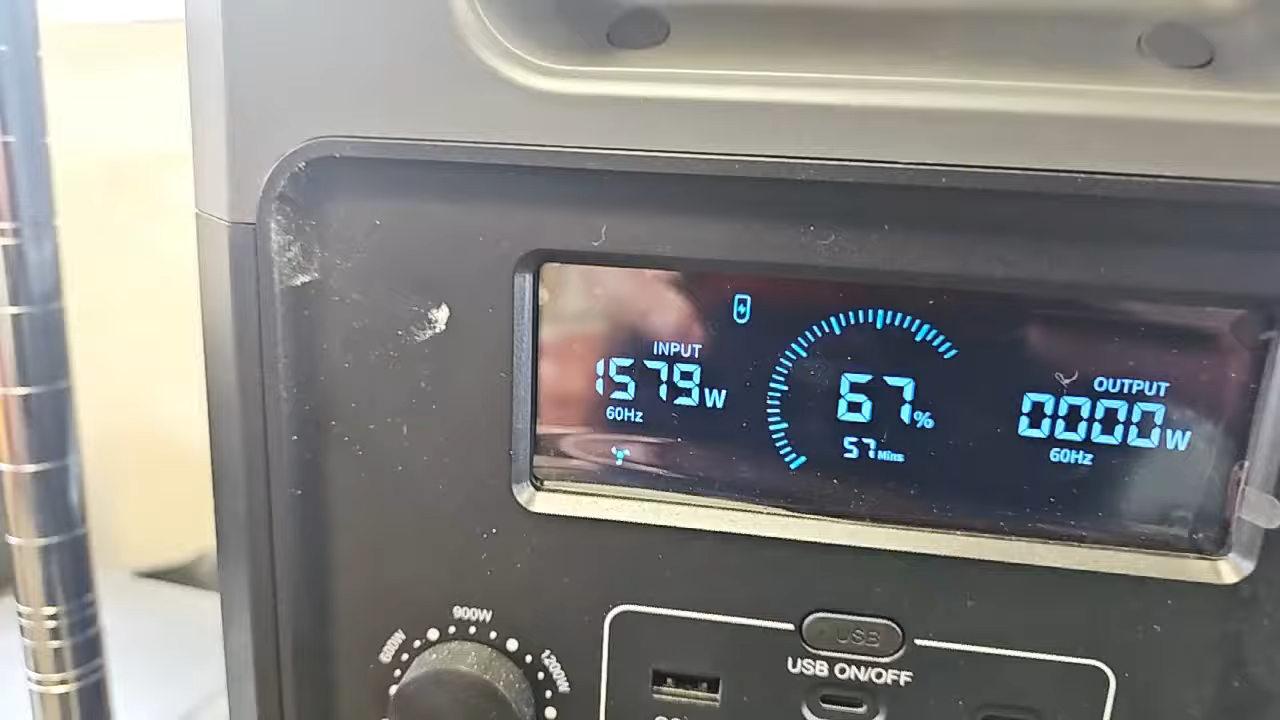 INPUT
1579W
60Hz
67%
57Mins
OUTPUT
0000W
60Hz
600W
900W
1200W
USB
USB ON/OFF